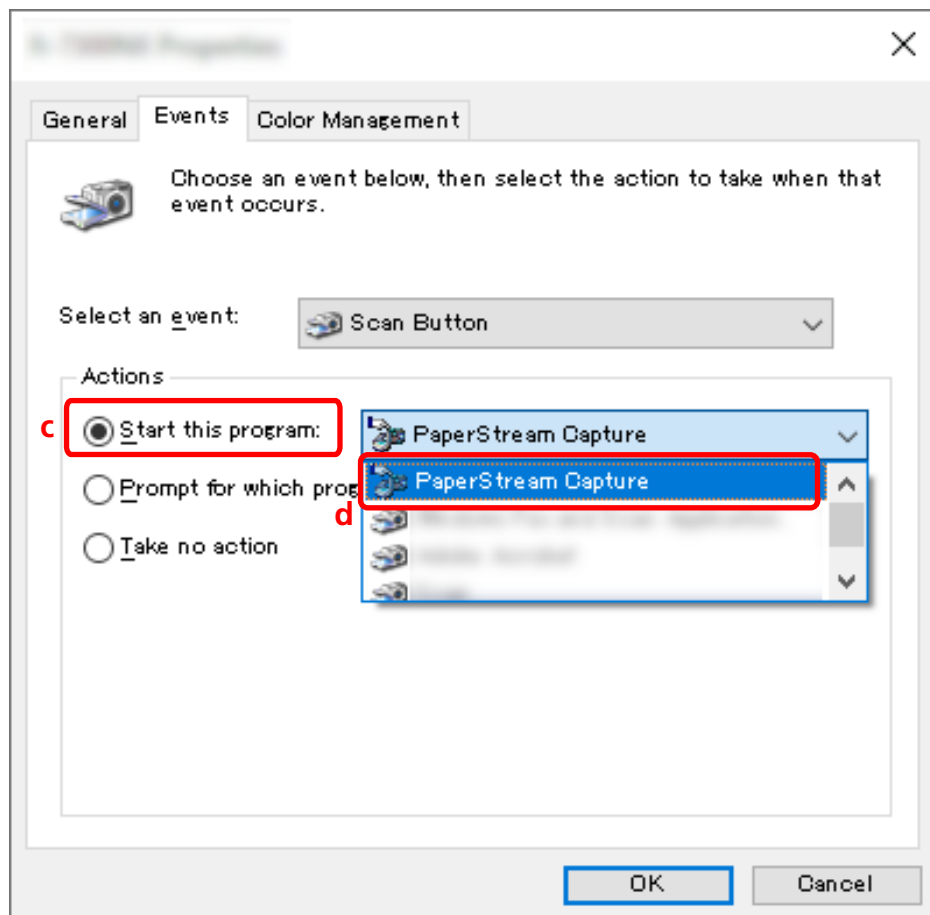 Properties
General Events Color Management
Choose an event below, then select the action to take when that
event occurs.
Select an event:
Scan Button
Actions
c
Start this program:
PaperStream Capture
PaperStream Capture
Prompt for which prog
d
Take no action
OK
Cancel